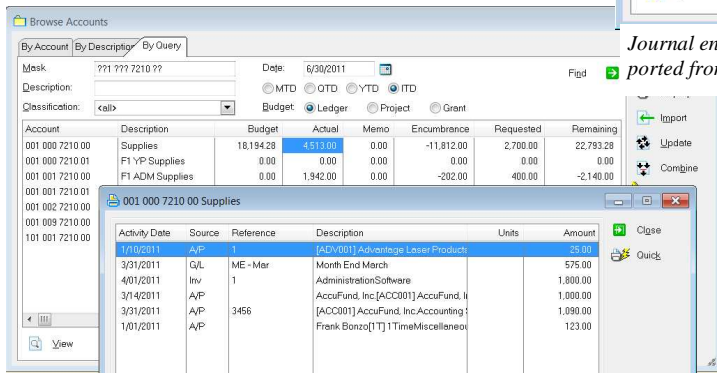 Browse Accounts
By Account By Description By Query
Mask ??1 ??? 7210 ?? Date: 6/30/2011 Find
Description: MTD QTD YTD ITD
Classification: <all> Budget: Ledger Project Grant
Account Description Budget Actual Memo Encumbrance Requested Remaining
001 000 7210 00 Supplies 18,194.28 4,513.00 0.00 -11,812.00 2,700.00 22,793.28
001 000 7210 01 F1 YP Supplies 0.00 0.00 0.00 0.00 0.00 0.00
001 001 7210 00 F1 ADM Supplies 0.00 1,942.00 0.00 -202.00 400.00 -2,140.00
001 001 7210 01
001 002 7210 00
001 009 7210 00
101 001 7210 00
View
Journal en
ported from
Import
Update
Combine
001 000 7210 00 Supplies
Activity Date Source Reference Description Units Amount
1/10/2011 A/P 1 [ADV001] Advantage Laser Products 25.00
3/31/2011 G/L ME - Mar Month End March 575.00
4/01/2011 Inv 1 AdministrationSoftware 1,800.00
3/14/2011 A/P AccuFund, Inc.[ACC001] AccuFund, I 1,000.00
3/31/2011 A/P 3456 [ACC001] AccuFund, Inc.Accounting 1,090.00
1/01/2011 A/P Frank Bonzo[1T] 1TimeMiscellaneou 123.00
Close
Quick